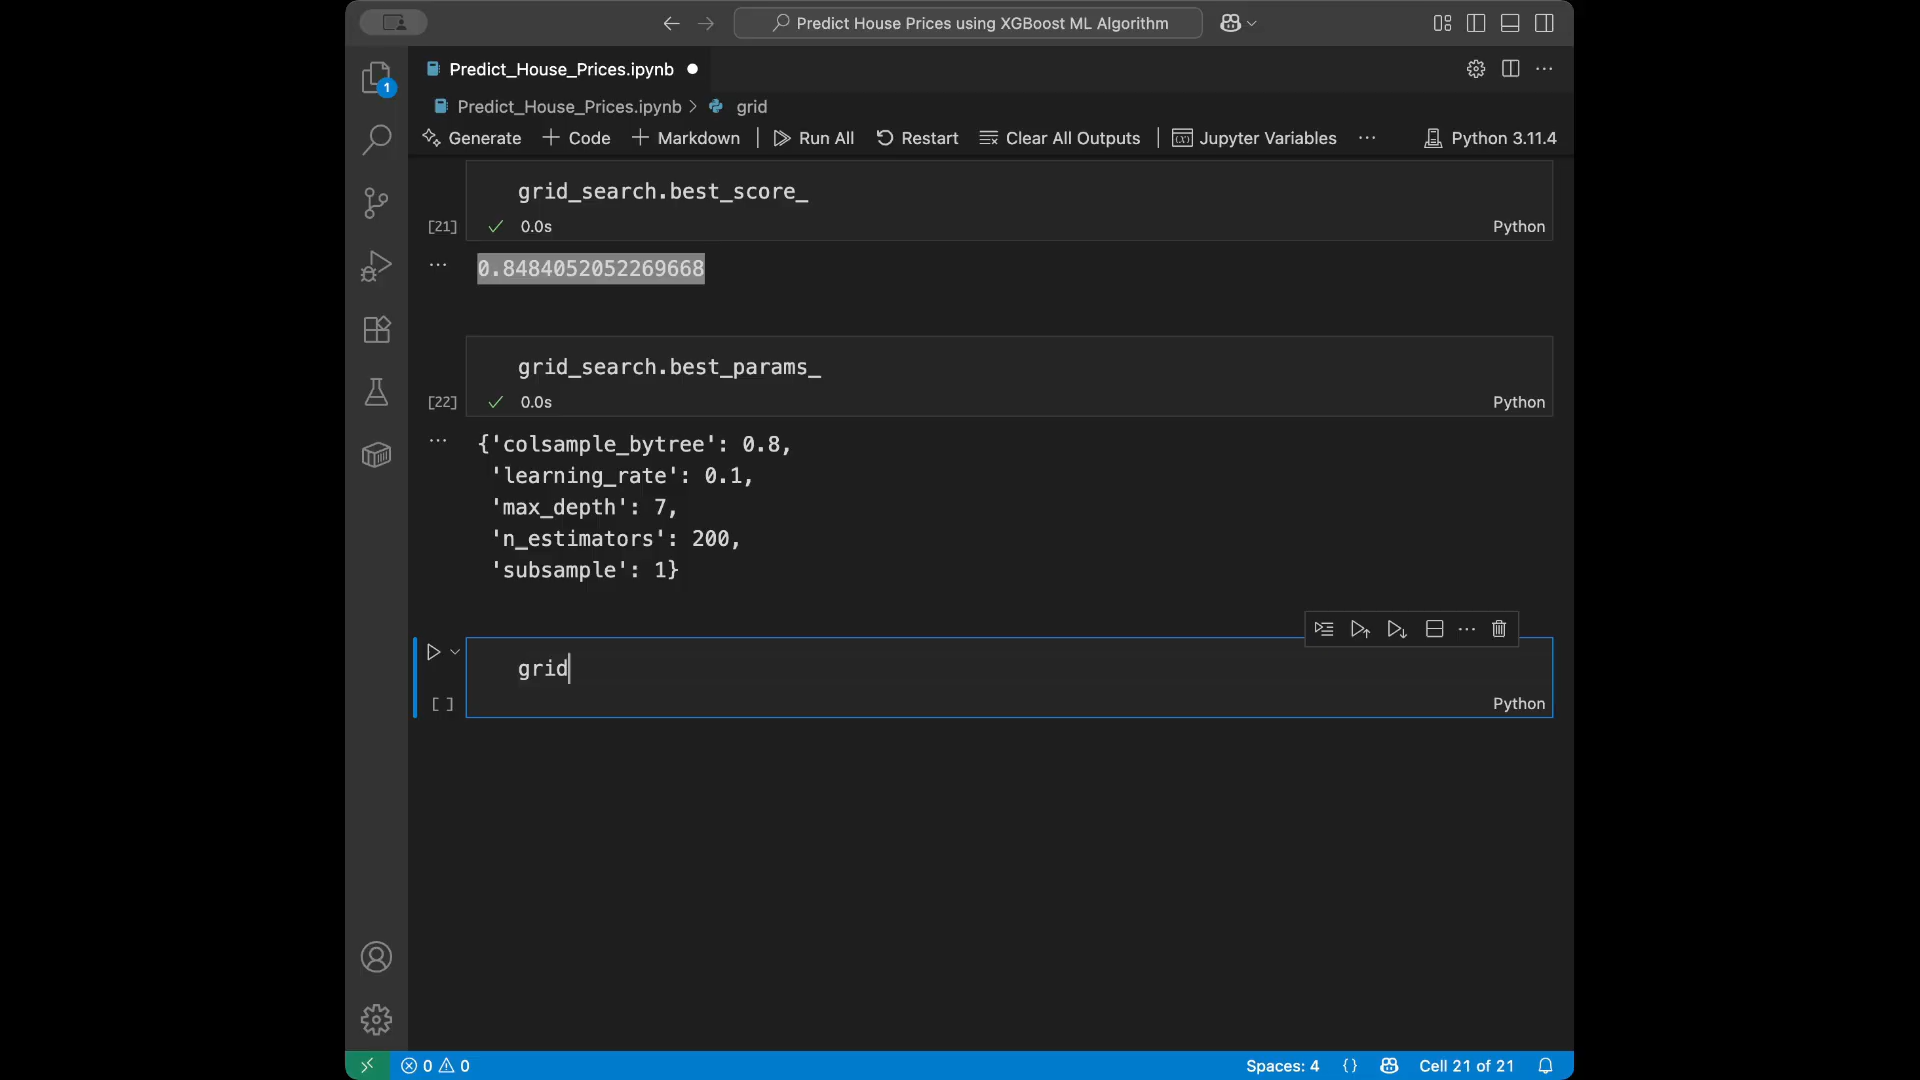 Predict House Prices using XGBoost ML Algorithm
Predict_House_Prices.ipynb
1
Predict_House_Prices.ipynb > grid
Generate + Code + Markdown | Run All Restart Clear All Outputs | Jupyter Variables ... Python 3.11.4
grid_search.best_score_
[21] 0.0s Python
0.8484052052269668
grid_search.best_params_
[22] 0.0s Python
{'colsample_bytree': 0.8,
'learning_rate': 0.1,
'max_depth': 7,
'n_estimators': 200,
'subsample': 1}
grid
[ ] Python
0 0 Spaces: 4 {} Cell 21 of 21